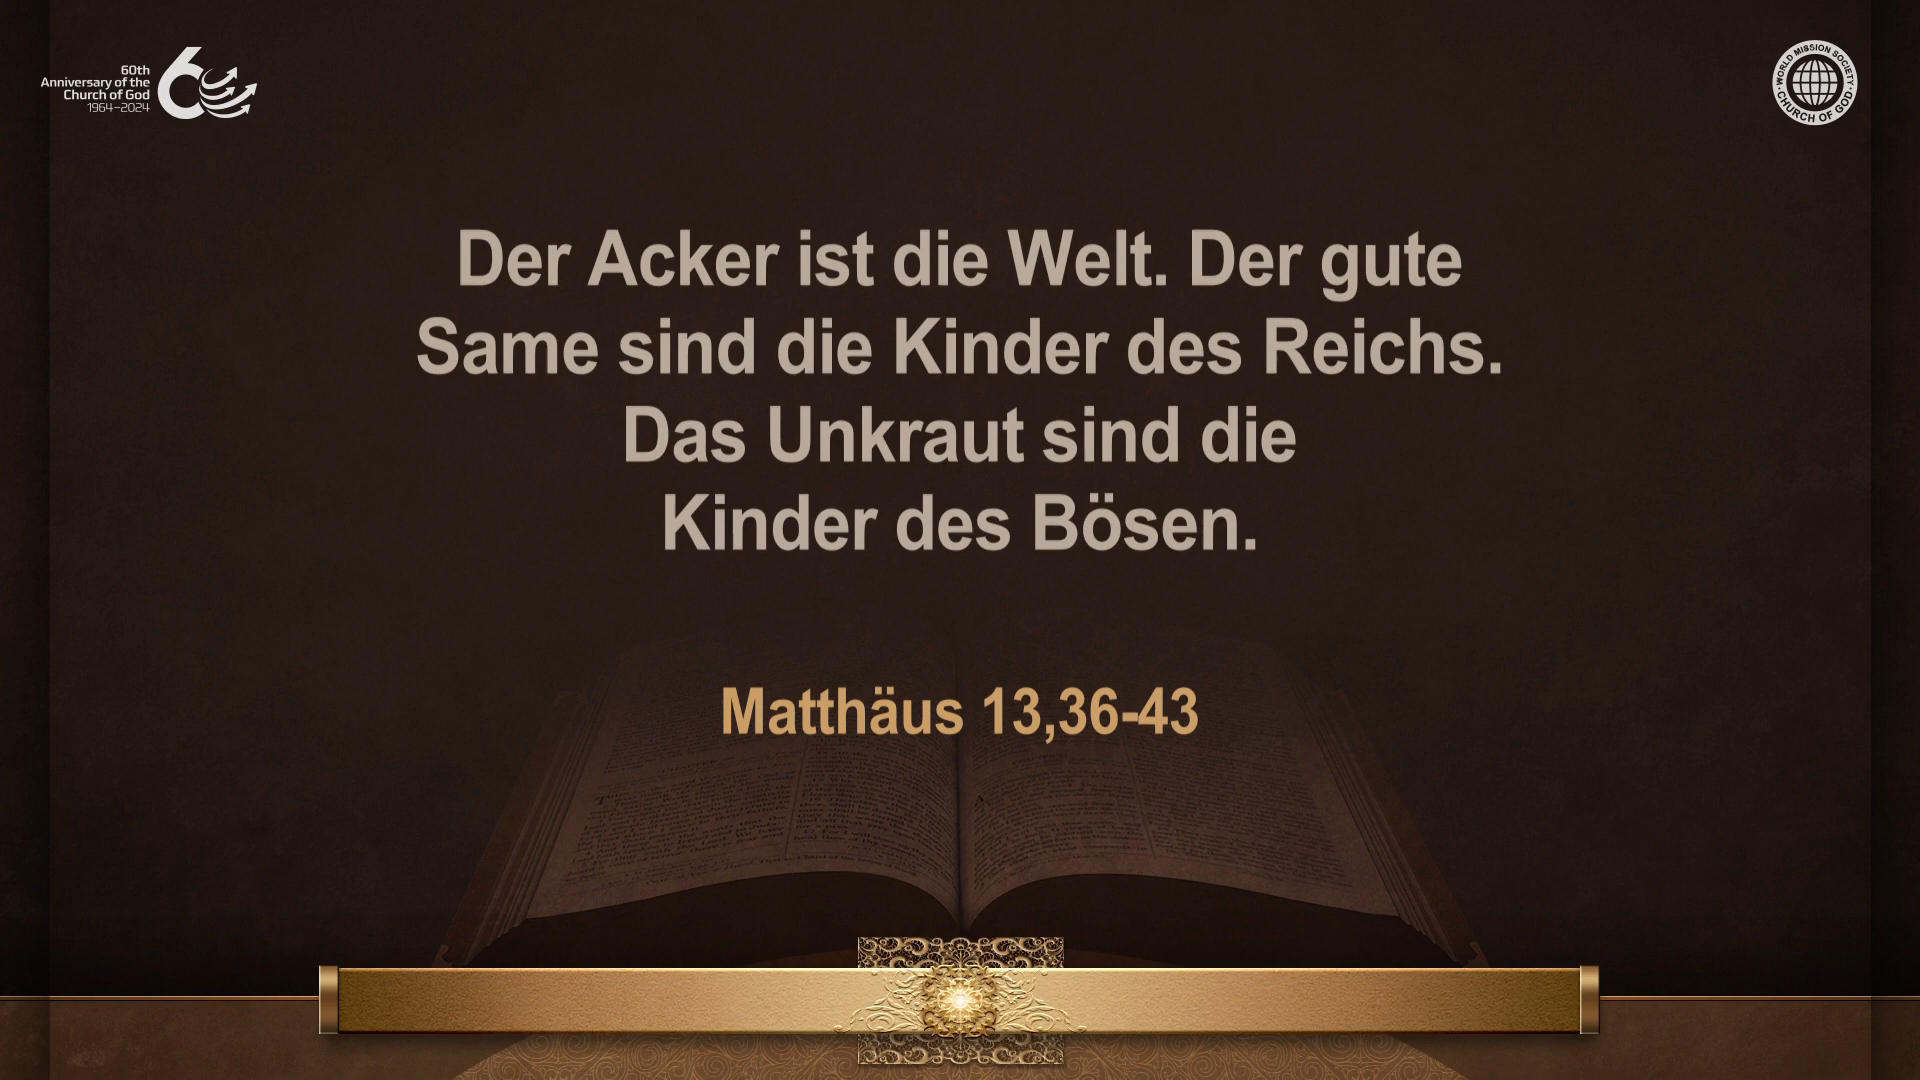 60th
Anniversary of the
Church of God
1964–2024
WORLD MISSION SOCIETY
CHURCH OF GOD
Der Acker ist die Welt. Der gute
Same sind die Kinder des Reichs.
Das Unkraut sind die
Kinder des Bösen.
Matthäus 13,36-43